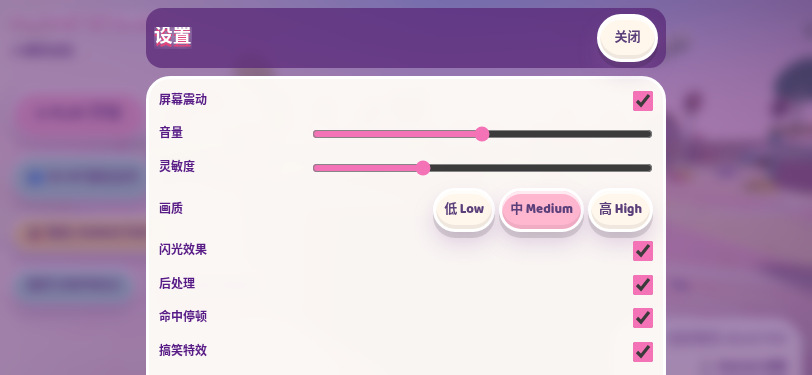 设置
关闭
屏幕震动
音量
灵敏度
画质 低 Low 中 Medium 高 High
闪光效果
后处理
命中停顿
搞笑特效